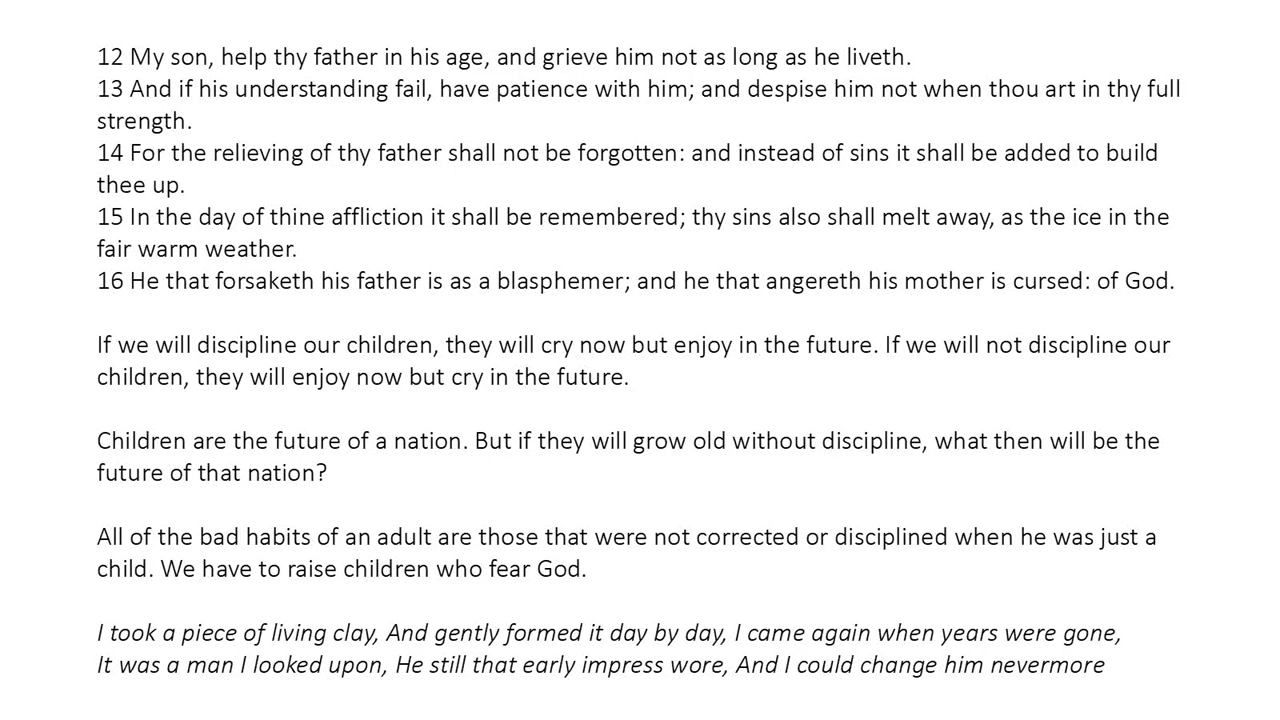 12 My son, help thy father in his age, and grieve him not as long as he liveth.
13 And if his understanding fail, have patience with him; and despise him not when thou art in thy full
strength.
14 For the relieving of thy father shall not be forgotten: and instead of sins it shall be added to build
thee up.
15 In the day of thine affliction it shall be remembered; thy sins also shall melt away, as the ice in the
fair warm weather.
16 He that forsaketh his father is as a blasphemer; and he that angereth his mother is cursed: of God.
If we will discipline our children, they will cry now but enjoy in the future. If we will not discipline our
children, they will enjoy now but cry in the future.
Children are the future of a nation. But if they will grow old without discipline, what then will be the
future of that nation?
All of the bad habits of an adult are those that were not corrected or disciplined when he was just a
child. We have to raise children who fear God.
I took a piece of living clay, And gently formed it day by day, I came again when years were gone,
It was a man I looked upon, He still that early impress wore, And I could change him nevermore